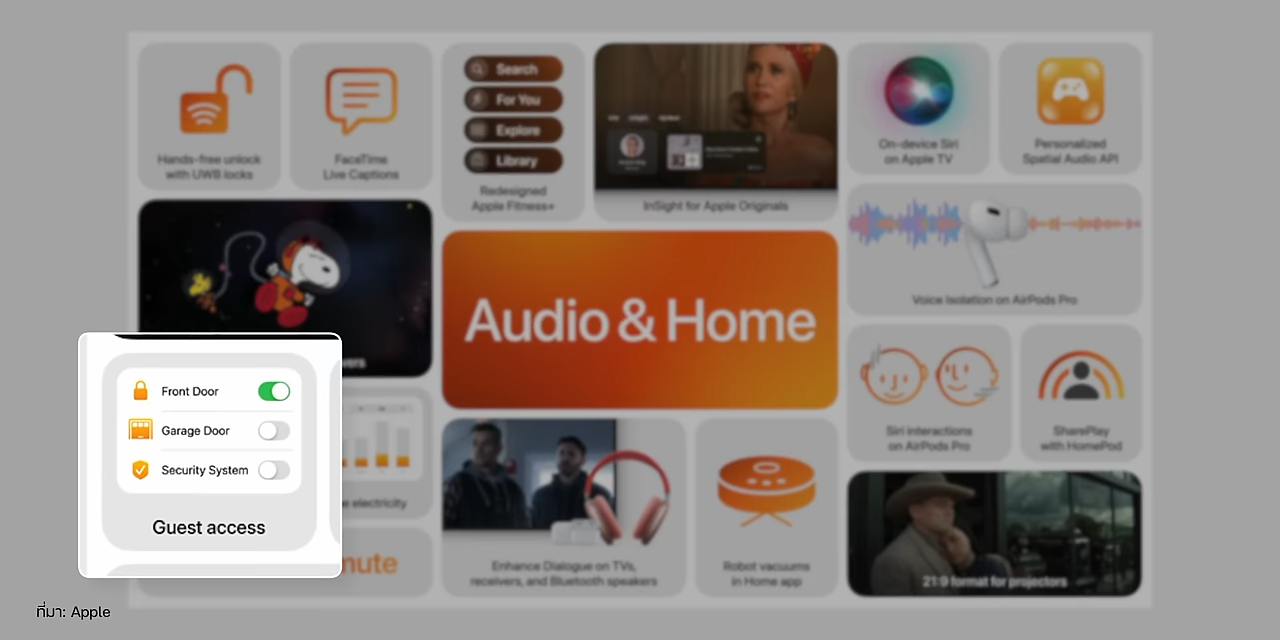 Hands-free unlock
with UWB locks
FaceTime
Live Captions
Search
For You
Explore
Library
Redesigned
Apple Fitness+
InSight for Apple Originals
On-device Siri
on Apple TV
Personalized
Spatial Audio API
Audio & Home
Voice Isolation on AirPods Pro
Front Door
Garage Door
Security System
Guest access
electricity
Siri interactions
on AirPods Pro
SharePlay
with HomePod
Enhance Dialogue on TVs,
receivers, and Bluetooth speakers
Robot vacuums
in Home app
21:9 format for projectors
ที่มา: Apple